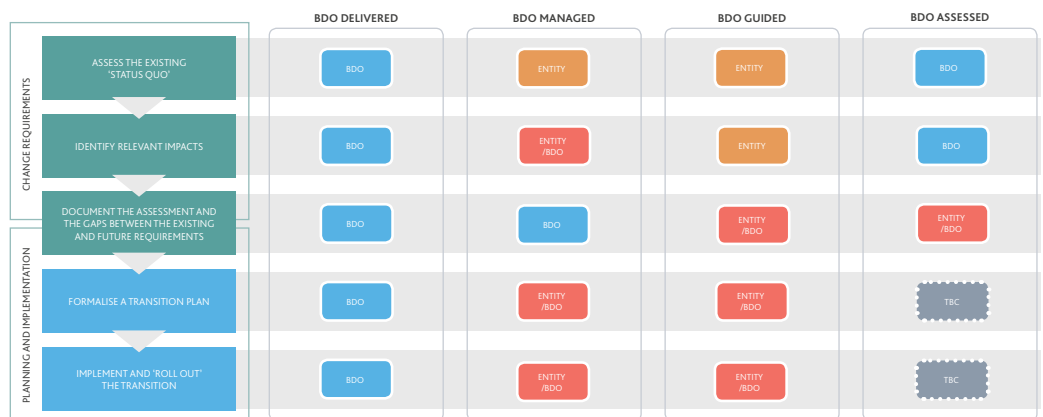 BDO DELIVERED
BDO MANAGED
BDO GUIDED
BDO ASSESSED
CHANGE REQUIREMENTS
ASSESS THE EXISTING
‘STATUS QUO’
BDO
ENTITY
ENTITY
BDO
IDENTIFY RELEVANT IMPACTS
BDO
ENTITY
/BDO
ENTITY
BDO
DOCUMENT THE ASSESSMENT AND
THE GAPS BETWEEN THE EXISTING
AND FUTURE REQUIREMENTS
BDO
BDO
ENTITY
/BDO
ENTITY
/BDO
PLANNING AND IMPLEMENTATION
FORMALISE A TRANSITION PLAN
BDO
ENTITY
/BDO
ENTITY
/BDO
TBC
IMPLEMENT AND ‘ROLL OUT’
THE TRANSITION
BDO
ENTITY
/BDO
ENTITY
/BDO
TBC